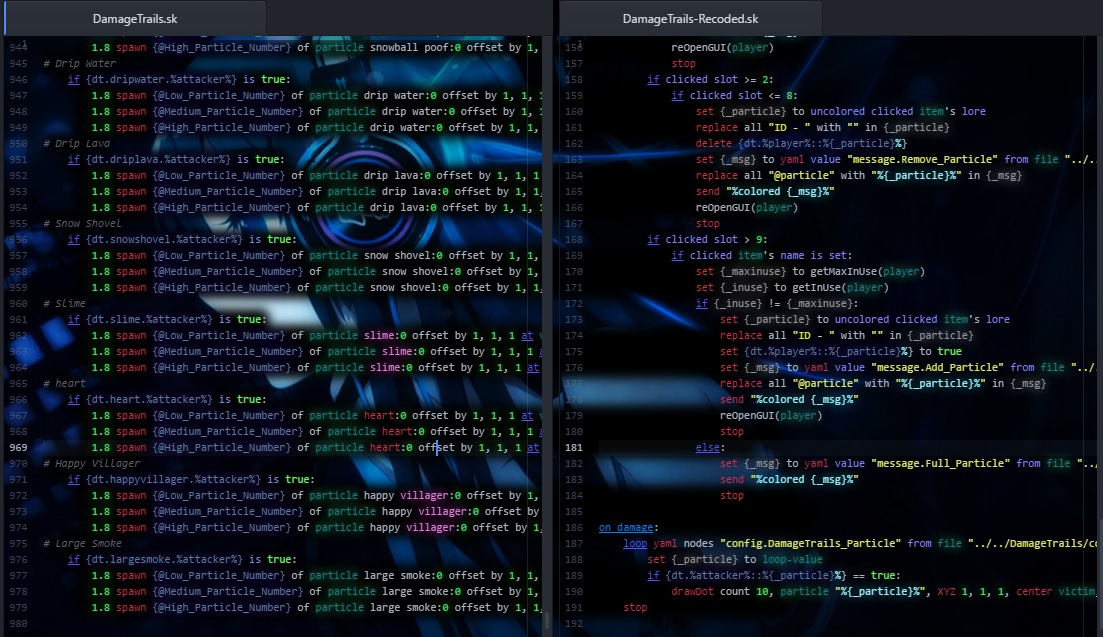 DamageTrails.sk
944 1.8 spawn {@High_Particle_Number} of particle snowball poof:0 offset by 1,
945 # Drip Water
946 if {dt.dripwater.%attacker%} is true:
947 1.8 spawn {@Low_Particle_Number} of particle drip water:0 offset by 1, 1, 1
948 1.8 spawn {@Medium_Particle_Number} of particle drip water:0 offset by 1,
949 1.8 spawn {@High_Particle_Number} of particle drip water:0 offset by 1, 1,
950 # Drip Lava
951 if {dt.driplava.%attacker%} is true:
952 1.8 spawn {@Low_Particle_Number} of particle drip lava:0 offset by 1, 1, 1
953 1.8 spawn {@Medium_Particle_Number} of particle drip lava:0 offset by 1, 1,
954 1.8 spawn {@High_Particle_Number} of particle drip lava:0 offset by 1, 1,
955 # Snow Shovel
956 if {dt.snowshovel.%attacker%} is true:
957 1.8 spawn {@Low_Particle_Number} of particle snow shovel:0 offset by 1, 1,
958 1.8 spawn {@Medium_Particle_Number} of particle snow shovel:0 offset by 1,
959 1.8 spawn {@High_Particle_Number} of particle snow shovel:0 offset by 1, 1,
960 # Slime
961 if {dt.slime.%attacker%} is true:
962 1.8 spawn {@Low_Particle_Number} of particle slime:0 offset by 1, 1, 1 at
963 1.8 spawn {@Medium_Particle_Number} of particle slime:0 offset by 1, 1, 1
964 1.8 spawn {@High_Particle_Number} of particle slime:0 offset by 1, 1, 1 at
965 # heart
966 if {dt.heart.%attacker%} is true:
967 1.8 spawn {@Low_Particle_Number} of particle heart:0 offset by 1, 1, 1 at
968 1.8 spawn {@Medium_Particle_Number} of particle heart:0 offset by 1, 1, 1
969 1.8 spawn {@High_Particle_Number} of particle heart:0 offset by 1, 1, 1 at
970 # Happy Villager
971 if {dt.happyvillager.%attacker%} is true:
972 1.8 spawn {@Low_Particle_Number} of particle happy villager:0 offset by 1,
973 1.8 spawn {@Medium_Particle_Number} of particle happy villager:0 offset by
974 1.8 spawn {@High_Particle_Number} of particle happy villager:0 offset by 1,
975 # Large Smoke
976 if {dt.largesmoke.%attacker%} is true:
977 1.8 spawn {@Low_Particle_Number} of particle large smoke:0 offset by 1, 1,
978 1.8 spawn {@Medium_Particle_Number} of particle large smoke:0 offset by 1,
979 1.8 spawn {@High_Particle_Number} of particle large smoke:0 offset by 1, 1,
980
DamageTrails-Recoded.sk
156 reOpenGUI(player)
157 stop
158 if clicked slot >= 2:
159 if clicked slot <= 8:
160 set {_particle} to uncolored clicked item's lore
161 replace all "ID - " with "" in {_particle}
162 delete {dt.%player%::%{_particle}%}
163 set {_msg} to yaml value "message.Remove_Particle" from file "../..
164 replace all "@particle" with "%{_particle}%" in {_msg}
165 send "%colored {_msg}%"
166 reOpenGUI(player)
167 stop
168 if clicked slot > 9:
169 if clicked item's name is set:
170 set {_maxinuse} to getMaxInUse(player)
171 set {_inuse} to getInUse(player)
172 if {_inuse} != {_maxinuse}:
173 set {_particle} to uncolored clicked item's lore
174 replace all "ID - " with "" in {_particle}
175 set {dt.%player%::%{_particle}%} to true
176 set {_msg} to yaml value "message.Add_Particle" from file "../..
177 replace all "@particle" with "%{_particle}%" in {_msg}
178 send "%colored {_msg}%"
179 reOpenGUI(player)
180 stop
181 else:
182 set {_msg} to yaml value "message.Full_Particle" from file "../
183 send "%colored {_msg}%"
184 stop
185
186 on damage:
187 loop yaml nodes "config.DamageTrails_Particle" from file "../../DamageTrails/co
188 set {_particle} to loop-value
189 if {dt.%attacker%::%{_particle}%} == true:
190 drawDot count 10, particle "%{_particle}%", XYZ 1, 1, 1, center victim
191 stop
192